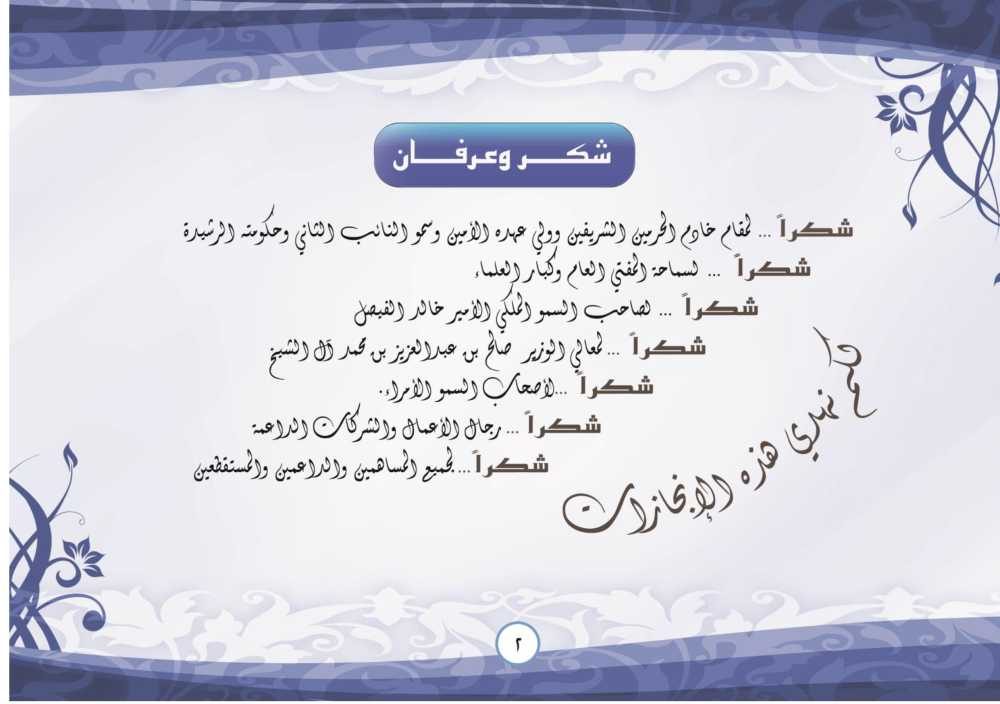 شكر وعرفان
شكراً ... لمقام خادم الحرمين الشريفين وولي عهده الأمين وسمو النائب الثاني وحكومته الرشيدة
شكراً ... لسماحة المفتي العام وكبار العلماء
شكراً ... لصاحب السمو الملكي الأمير خالد الفيصل
شكراً ... لمعالي الوزير صالح بن عبدالعزيز بن محمد آل الشيخ
شكراً ...لأصحاب السمو الأمراء.
شكراً ... رجال الأعمال والشركات الداعمة
شكراً ... لجميع المساهمين والداعمين والمستقطعين
لكم نهدي هذه الإنجازات
٢